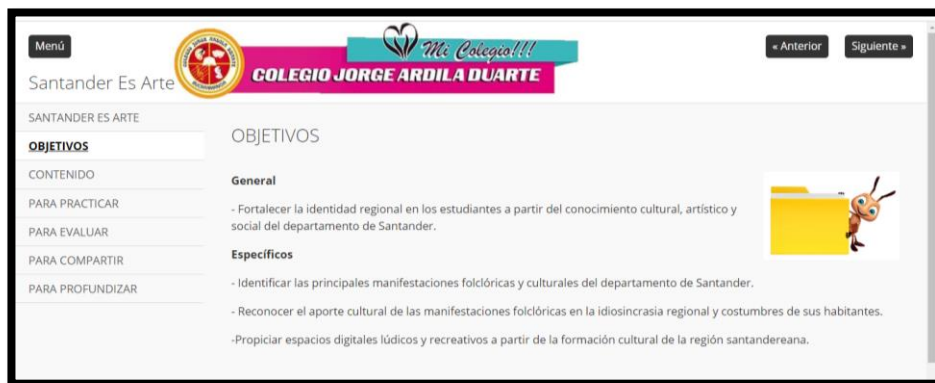 Menú
Mi Colegio!!!
COLEGIO JORGE ARDILA DUARTE
« Anterior
Siguiente »
Santander Es Arte
SANTANDER ES ARTE
OBJETIVOS
CONTENIDO
PARA PRACTICAR
PARA EVALUAR
PARA COMPARTIR
PARA PROFUNDIZAR
OBJETIVOS
General
- Fortalecer la identidad regional en los estudiantes a partir del conocimiento cultural, artístico y
social del departamento de Santander.
Específicos
- Identificar las principales manifestaciones folclóricas y culturales del departamento de Santander.
- Reconocer el aporte cultural de las manifestaciones folclóricas en la idiosincrasia regional y costumbres de sus habitantes.
-Propiciar espacios digitales lúdicos y recreativos a partir de la formación cultural de la región santandereana.